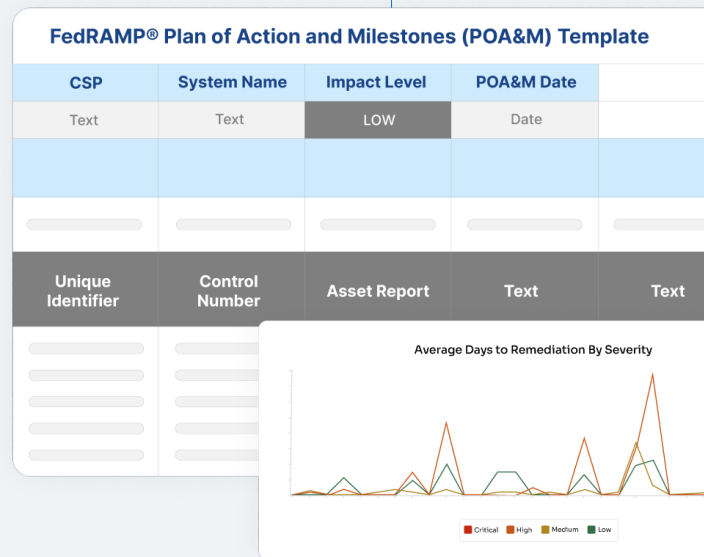 FedRAMP® Plan of Action and Milestones (POA&M) Template
CSP System Name Impact Level POA&M Date
Text Text LOW Date
Unique Identifier Control Number Asset Report Text Text
Average Days to Remediation By Severity
Critical High Medium Low